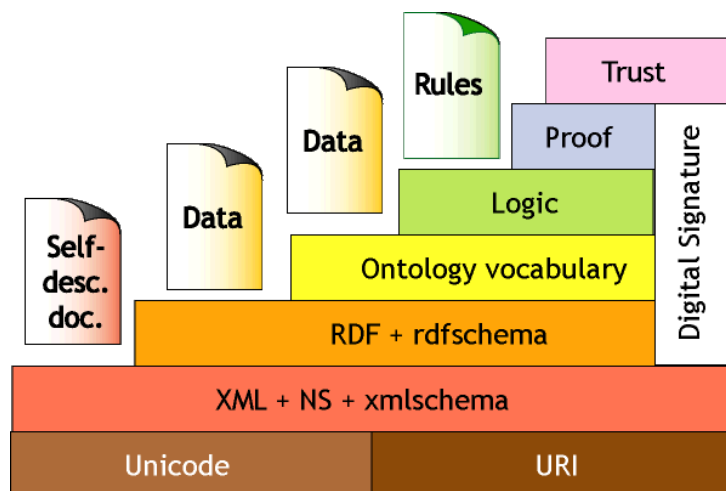 Trust
Rules
Proof
Data
Digital Signature
Logic
Data
Self-
desc.
doc.
Ontology vocabulary
RDF + rdfschema
XML + NS + xmlschema
Unicode
URI